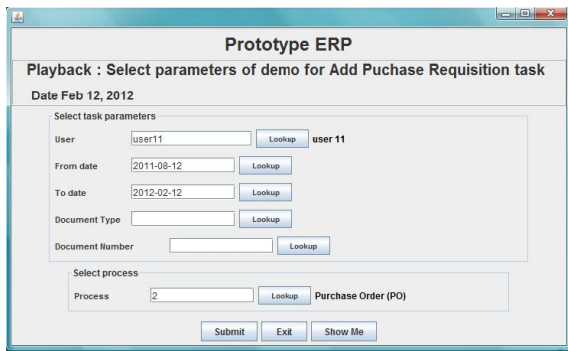 Prototype ERP
Playback : Select parameters of demo for Add Puchase Requisition task
Date Feb 12, 2012
Select task parameters
User user11 Lookup user 11
From date 2011-08-12 Lookup
To date 2012-02-12 Lookup
Document Type Lookup
Document Number Lookup
Select process
Process 2 Lookup Purchase Order (PO)
Submit Exit Show Me